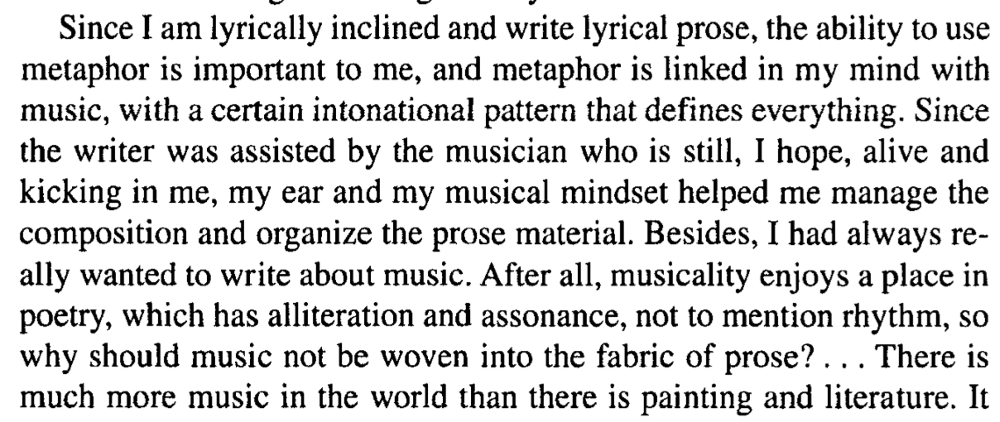 Since I am lyrically inclined and write lyrical prose, the ability to use
metaphor is important to me, and metaphor is linked in my mind with
music, with a certain intonational pattern that defines everything. Since
the writer was assisted by the musician who is still, I hope, alive and
kicking in me, my ear and my musical mindset helped me manage the
composition and organize the prose material. Besides, I had always re-
ally wanted to write about music. After all, musicality enjoys a place in
poetry, which has alliteration and assonance, not to mention rhythm, so
why should music not be woven into the fabric of prose? . . . There is
much more music in the world than there is painting and literature. It